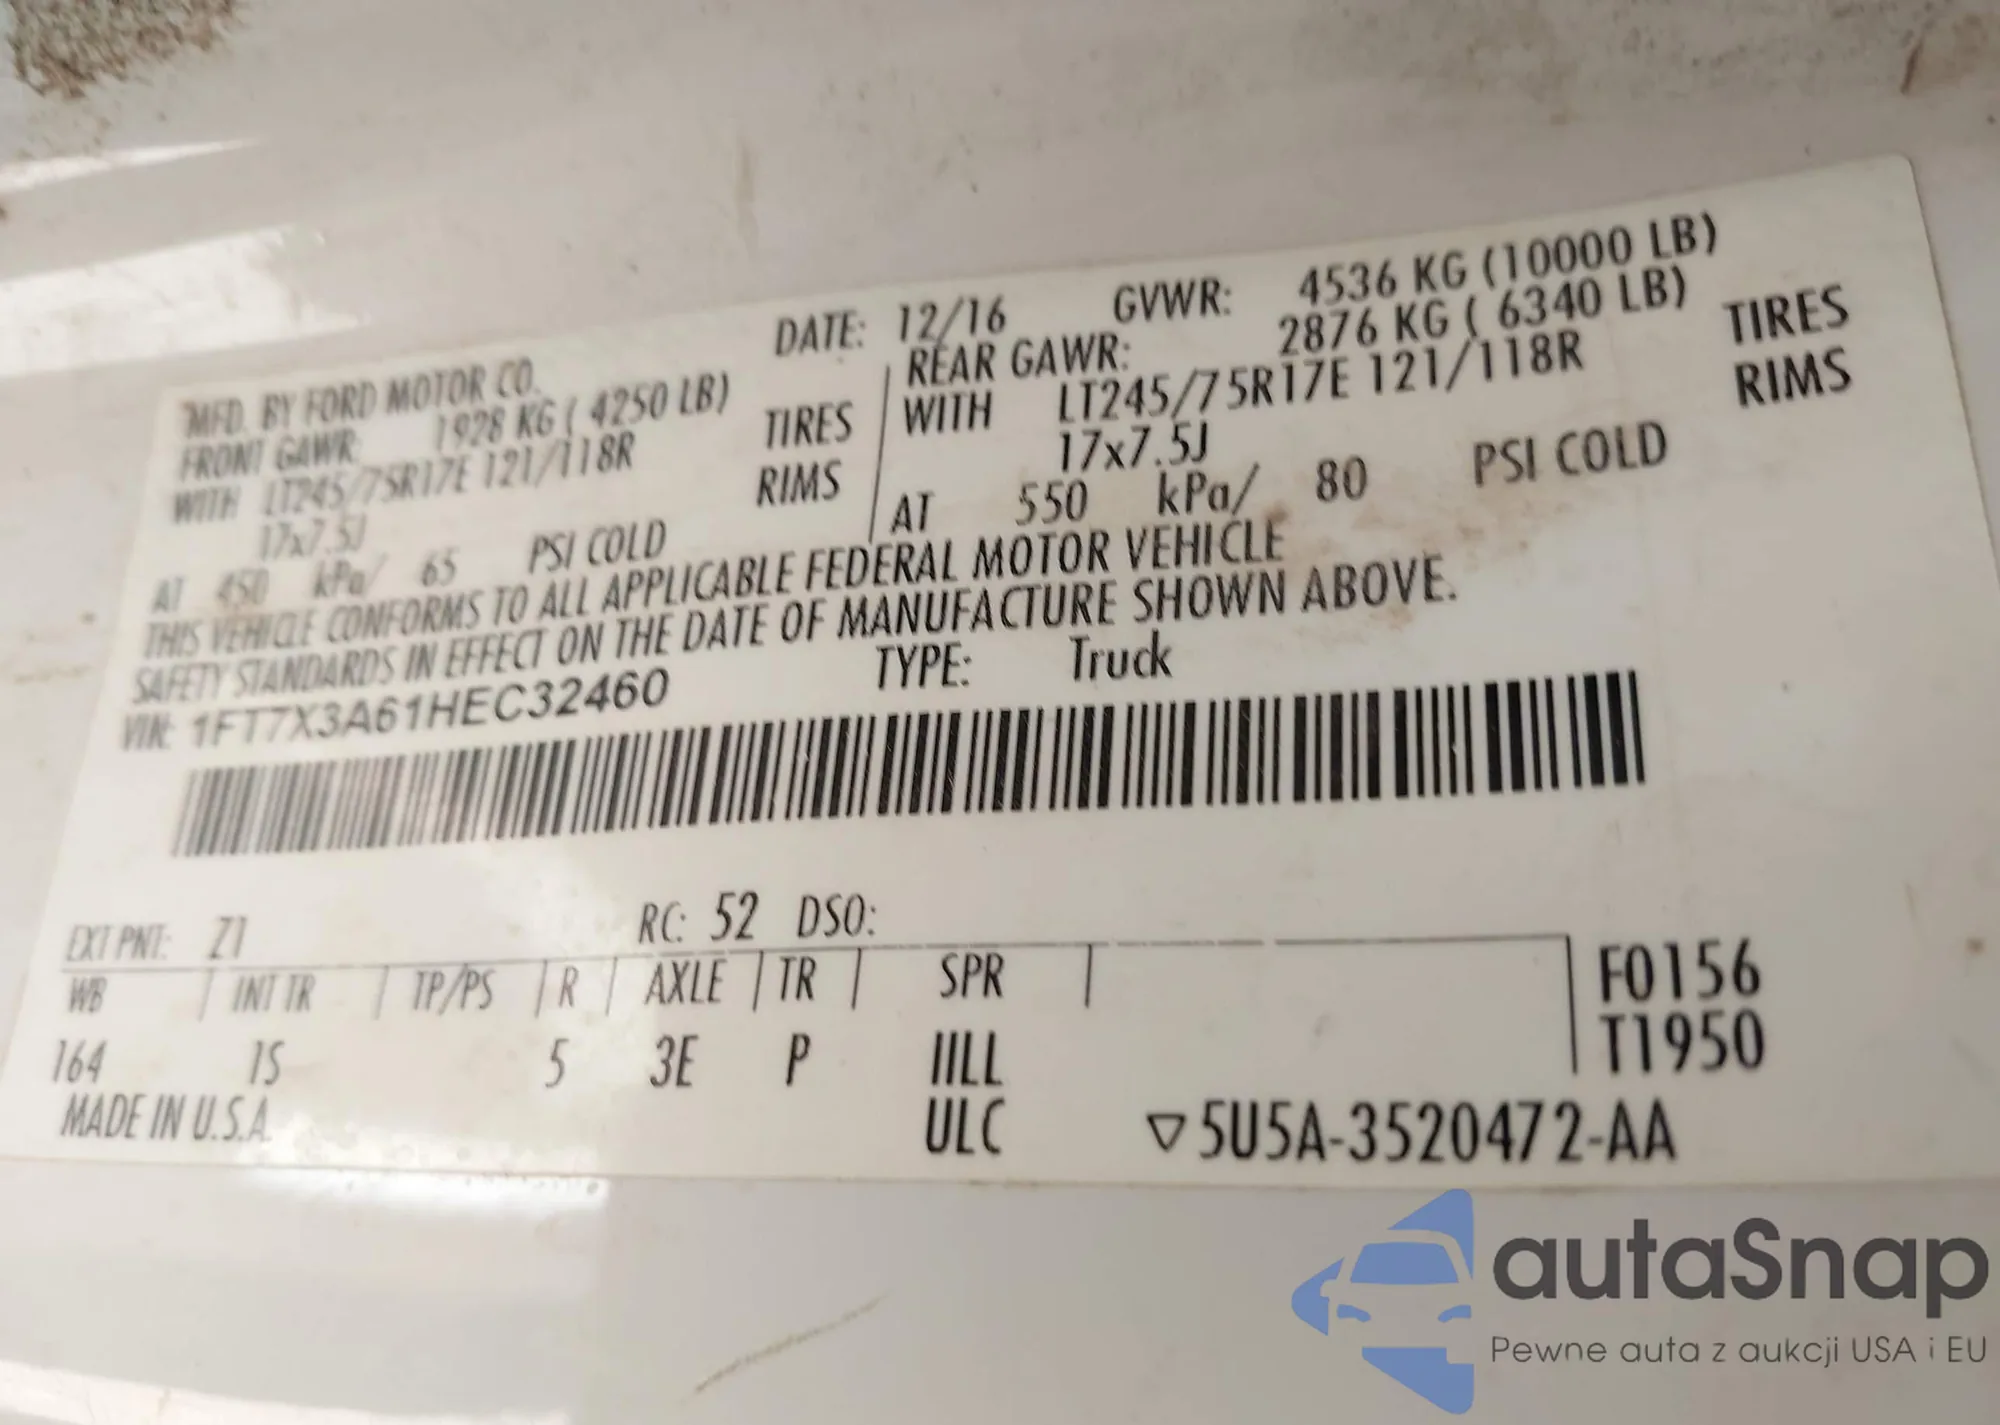 MFD. BY FORD MOTOR CO.
DATE: 12/16 GVWR: 4536 KG (10000 LB)
FRONT GAWR: 1928 KG ( 4250 LB)
REAR GAWR: 2876 KG ( 6340 LB)
WITH LT245/75R17E 121/118R TIRES
17x7.5J RIMS
AT 450 kPa/ 65 PSI COLD
WITH LT245/75R17E 121/118R TIRES
17x7.5J RIMS
AT 550 kPa/ 80 PSI COLD
THIS VEHICLE CONFORMS TO ALL APPLICABLE FEDERAL MOTOR VEHICLE
SAFETY STANDARDS IN EFFECT ON THE DATE OF MANUFACTURE SHOWN ABOVE.
VIN: 1FT7X3A61HEC32460 TYPE: Truck
EXT PNT: Z1 RC: 52 DSO:
WB | INT TR | TP/PS | R | AXLE | TR | SPR |
164 1S 5 3E P IILL
ULC
F0156
T1950
MADE IN U.S.A.
▽5U5A-3520472-AA
autaSnap
Pewne auta z aukcji USA i EU